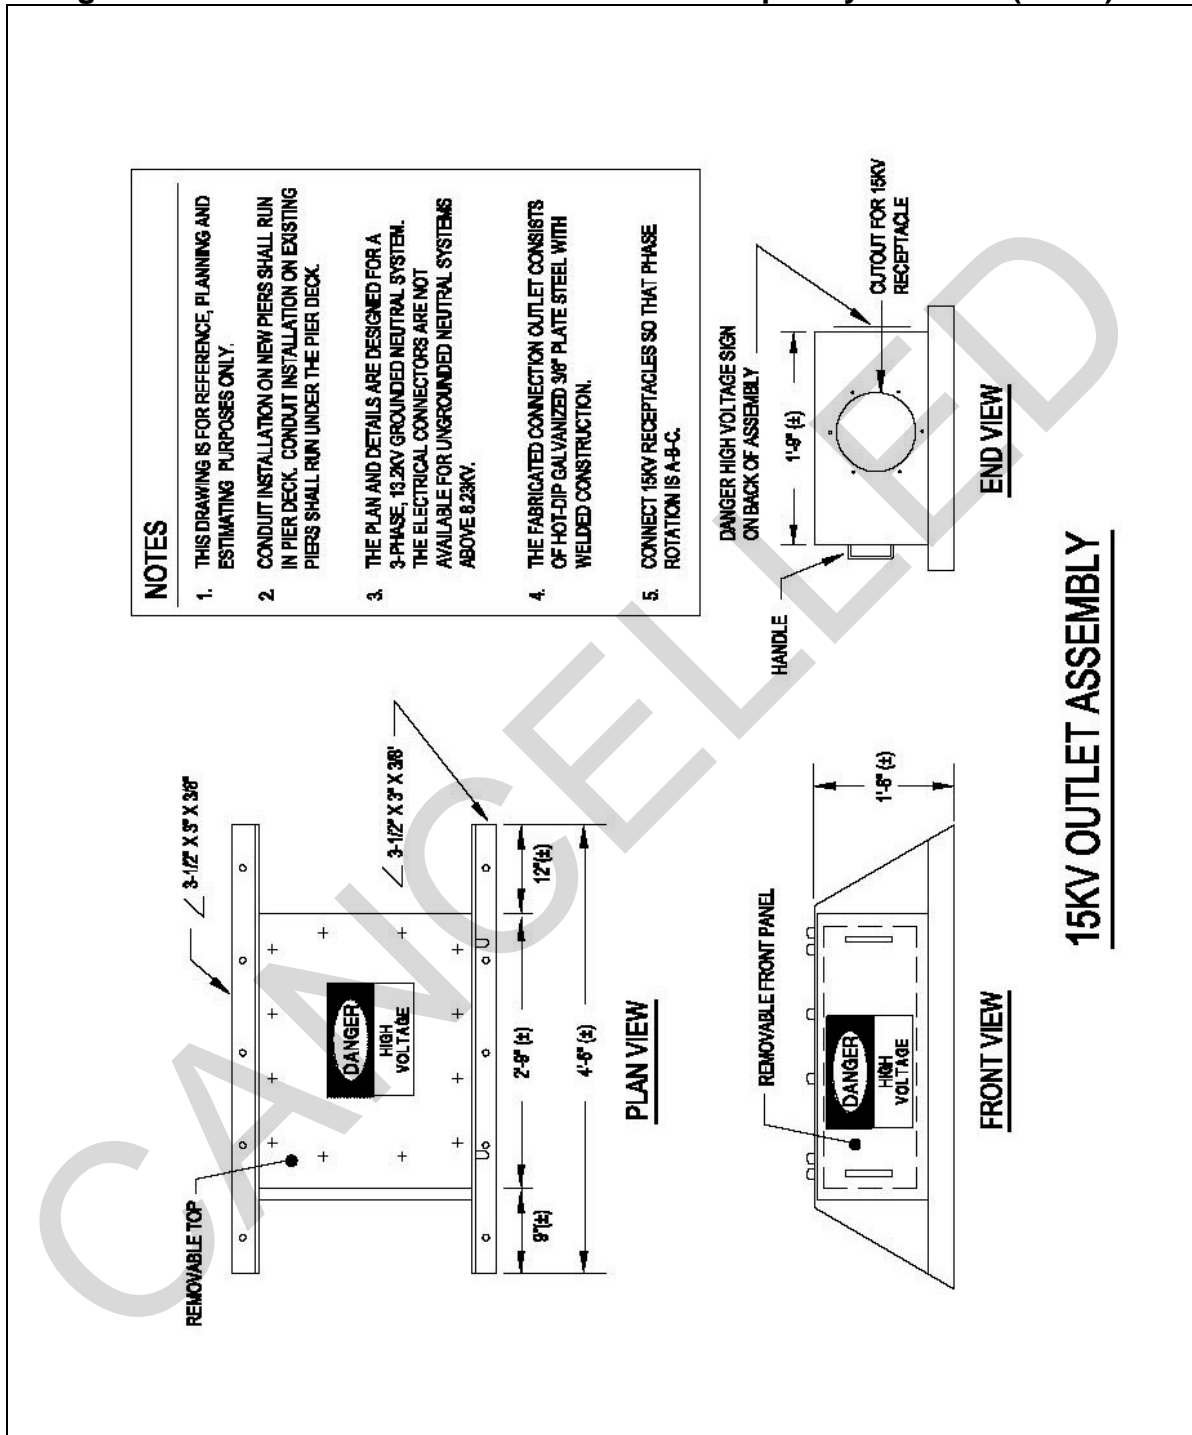 NOTES
1. THIS DRAWING IS FOR REFERENCE, PLANNING AND
ESTIMATING PURPOSES ONLY.
2. CONDUIT INSTALLATION ON NEW PIERS SHALL RUN
IN PIER DECK. CONDUIT INSTALLATION ON EXISTING
PIERS SHALL RUN UNDER THE PIER DECK.
3. THE PLAN AND DETAILS ARE DESIGNED FOR A
3-PHASE, 13.2KV GROUNDED NEUTRAL SYSTEM.
THE ELECTRICAL CONNECTORS ARE NOT
AVAILABLE FOR UNGROUNDED NEUTRAL SYSTEMS
ABOVE 8.23KV.
4. THE FABRICATED CONNECTION OUTLET CONSISTS
OF HOT-DIP GALVANIZED 3/8" PLATE STEEL WITH
WELDED CONSTRUCTION.
5. CONNECT 15KV RECEPTACLES SO THAT PHASE
ROTATION IS A-B-C.
REMOVABLE TOP
3-1/2" X 3" X 3/8"
3-1/2" X 3" X 3/8'
DANGER
HIGH
VOLTAGE
9"(±)
2'-9" (±)
12"(±)
4'-6" (±)
PLAN VIEW
REMOVABLE FRONT PANEL
DANGER
HIGH
VOLTAGE
1'-6" (±)
FRONT VIEW
DANGER HIGH VOLTAGE SIGN
ON BACK OF ASSEMBLY
HANDLE
1'-9" (±)
CUTOUT FOR 15KV
RECEPTACLE
END VIEW
15KV OUTLET ASSEMBLY
CANCELLED